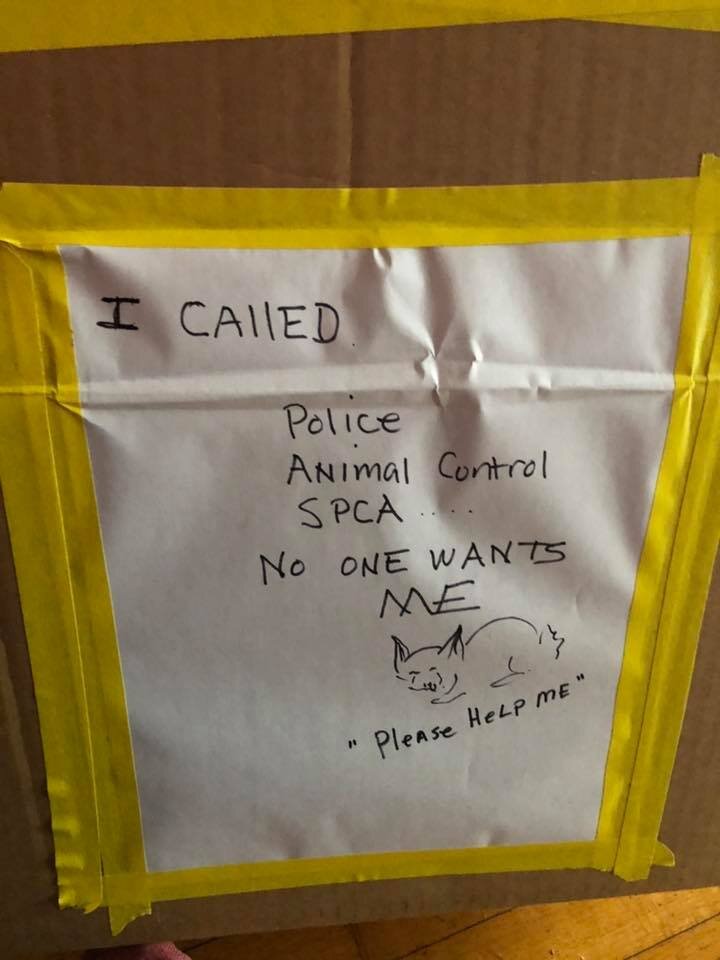 I CAllED.
Police
ANimal Control
SPCA ....
No ONE WANTS
ME
"Please HeLP ME"